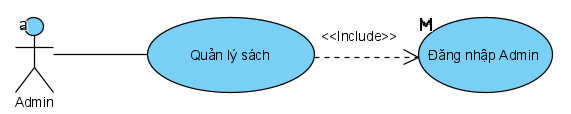 a
M
<<Include>>
Quản lý sách
Đăng nhập Admin
Admin